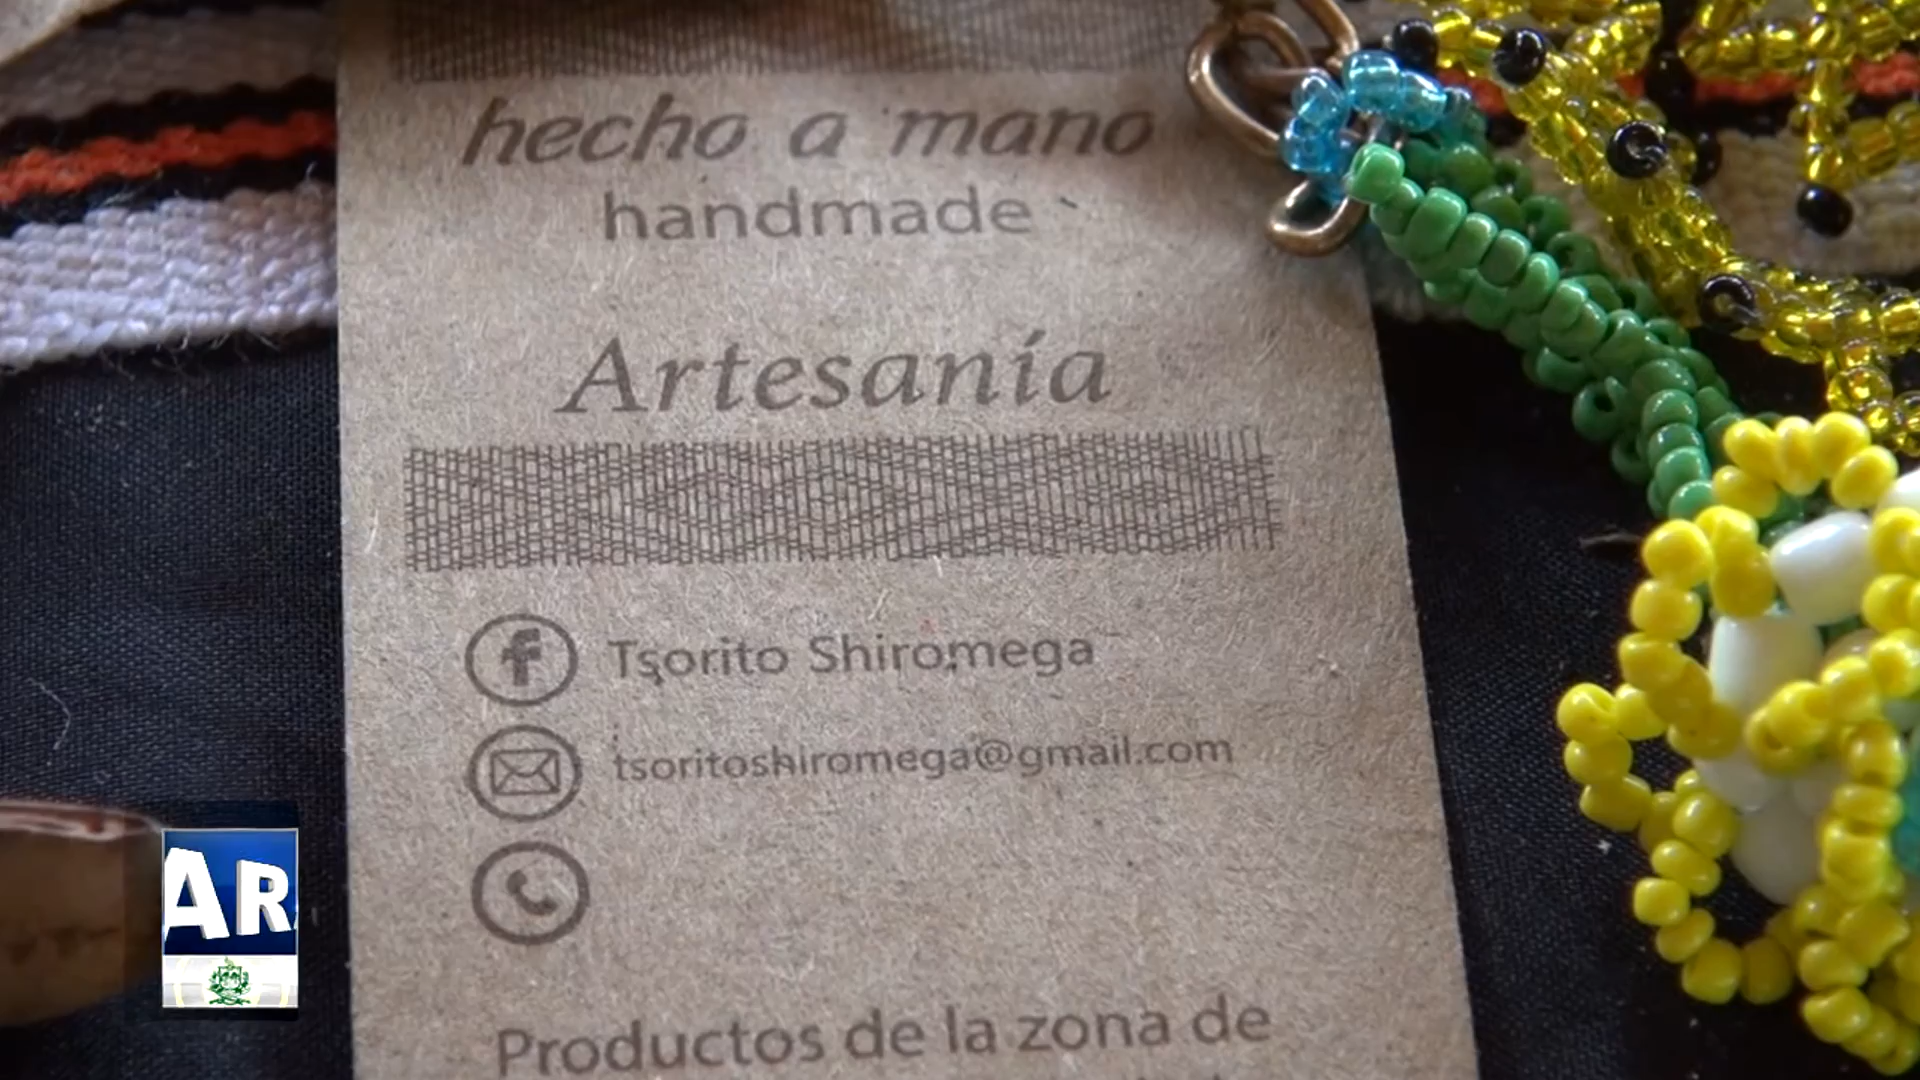 hecho a mano
handmade
Artesanía
Tsorito Shiromega
tsoritoshiromega@gmail.com
Productos de la zona de
AR